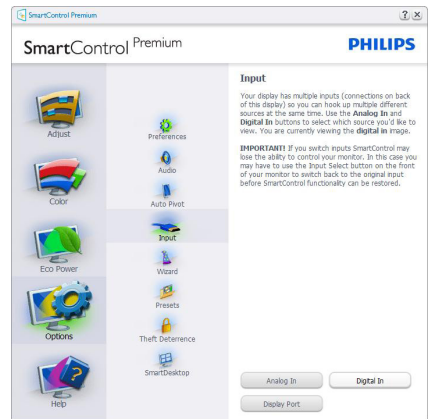 SmartControl Premium
SmartControl Premium
PHILIPS
Adjust
Color
Eco Power
Options
Help
Preferences
Audio
Auto Pivot
Input
Wizard
Presets
Theft Deterrence
SmartDesktop
Input
Your display has multiple inputs (connections on back
of this display) so you can hook up multiple different
sources at the same time. Use the Analog In and
Digital In buttons to select which source you'd like to
view. You are currently viewing the digital in image.
IMPORTANT! If you switch inputs SmartControl may
lose the ability to control your monitor. In this case you
may have to use the Input Select button on the front
of your monitor to switch back to the original input
before SmartControl functionality can be restored.
Analog In
Digital In
Display Port